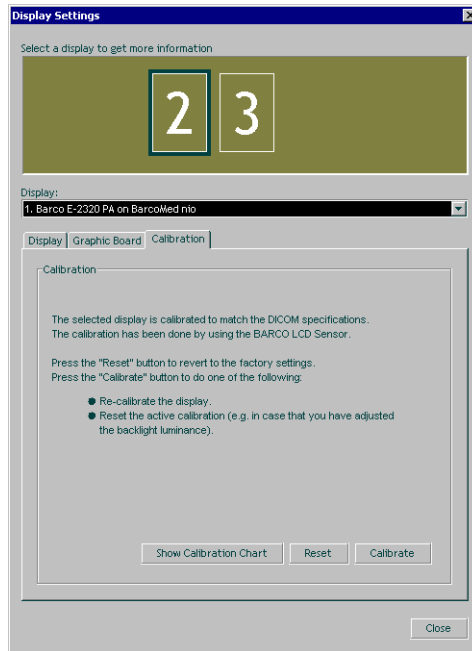 Display Settings
Select a display to get more information
2 3
Display:
1. Barco E-2320 PA on BarcoMed nio
Display Graphic Board Calibration
Calibration
The selected display is calibrated to match the DICOM specifications.
The calibration has been done by using the BARCO LCD Sensor.
Press the "Reset" button to revert to the factory settings.
Press the "Calibrate" button to do one of the following:
● Re-calibrate the display.
● Reset the active calibration (e.g. in case that you have adjusted
the backlight luminance).
Show Calibration Chart Reset Calibrate
Close